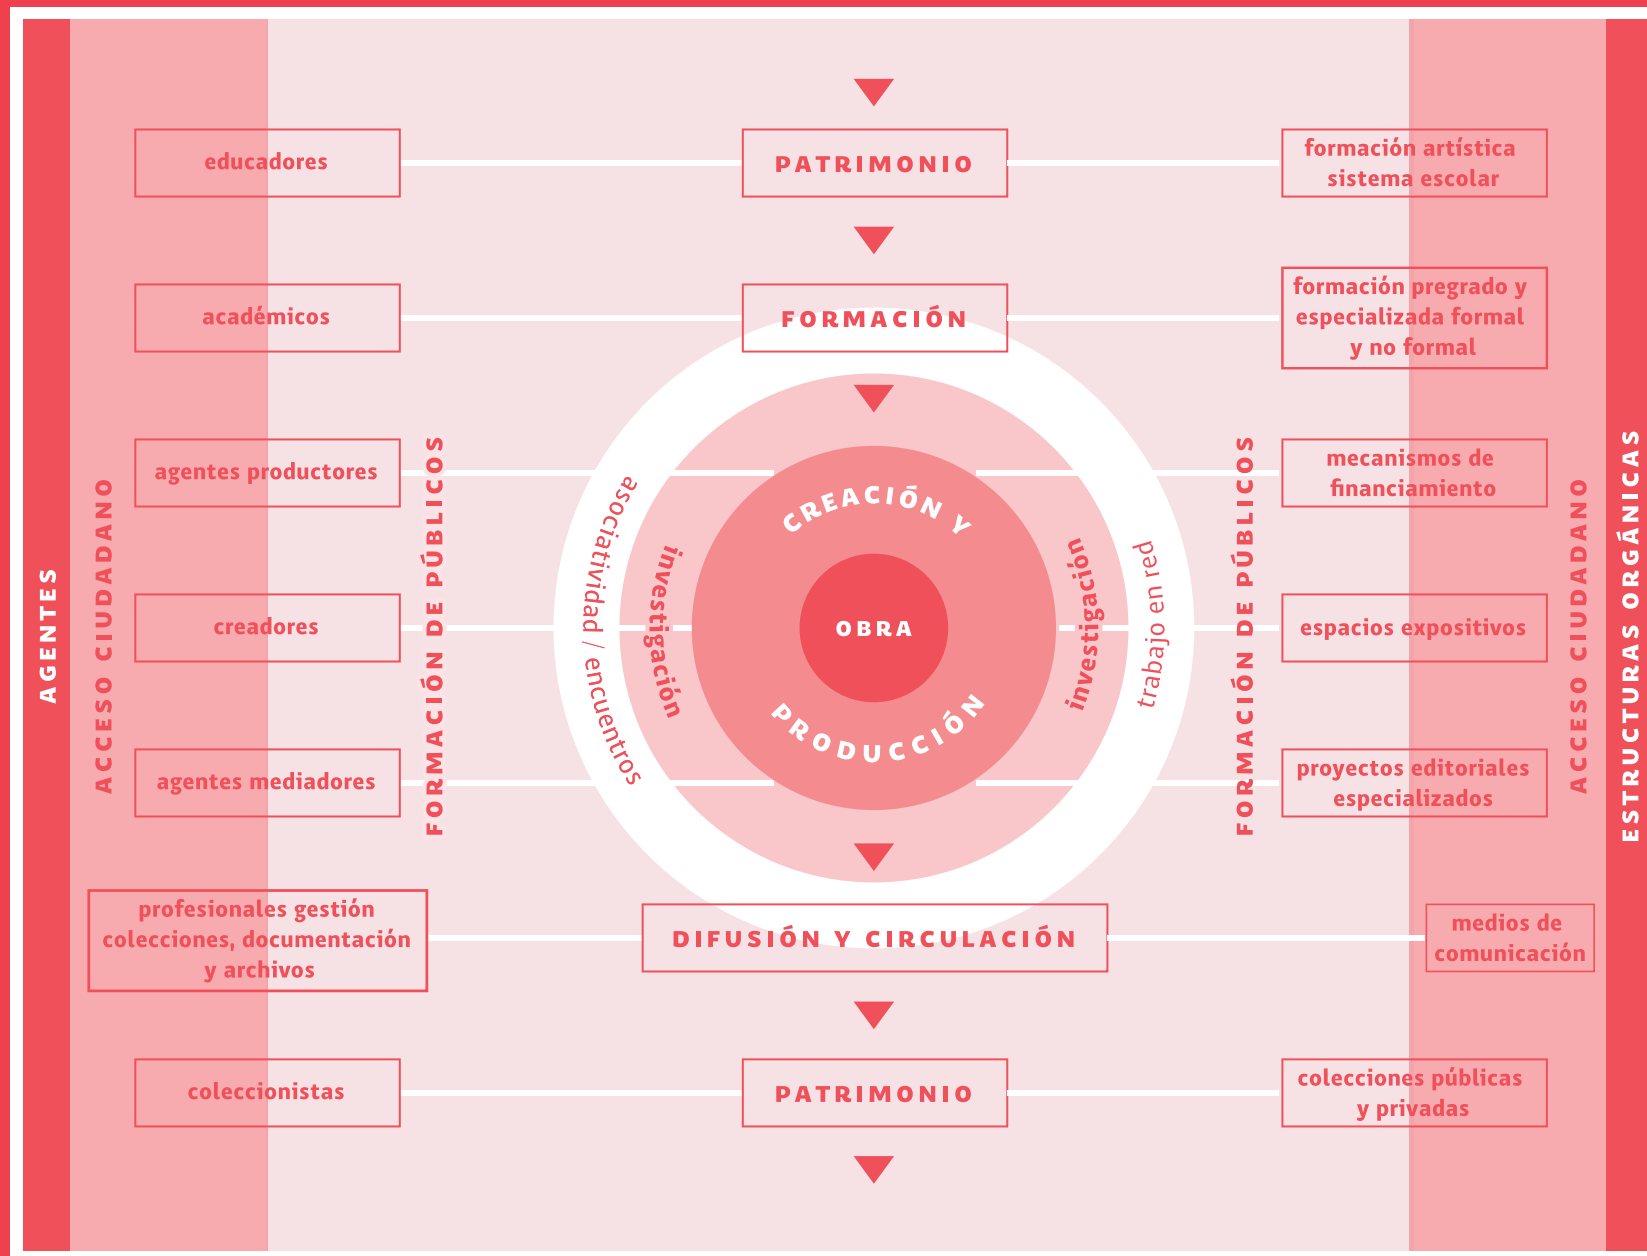 educadores
PATRIMONIO
formación artística
sistema escolar
académicos
FORMACIÓN
formación pregrado y
especializada formal
y no formal
agentes productores
mecanismos de
financiamiento
AGENTES
ACCESO CIUDADANO
creadores
FORMACIÓN DE PÚBLICOS
asociatividad / encuentros
investigación
CREACIÓN Y
OBRA
PRODUCCIÓN
investigación
trabajo en red
FORMACIÓN DE PÚBLICOS
espacios expositivos
ACCESO CIUDADANO
ESTRUCTURAS ORGÁNICAS
agentes mediadores
proyectos editoriales
especializados
profesionales gestión
colecciones, documentación
y archivos
DIFUSIÓN Y CIRCULACIÓN
medios de
comunicación
coleccionistas
PATRIMONIO
colecciones públicas
y privadas